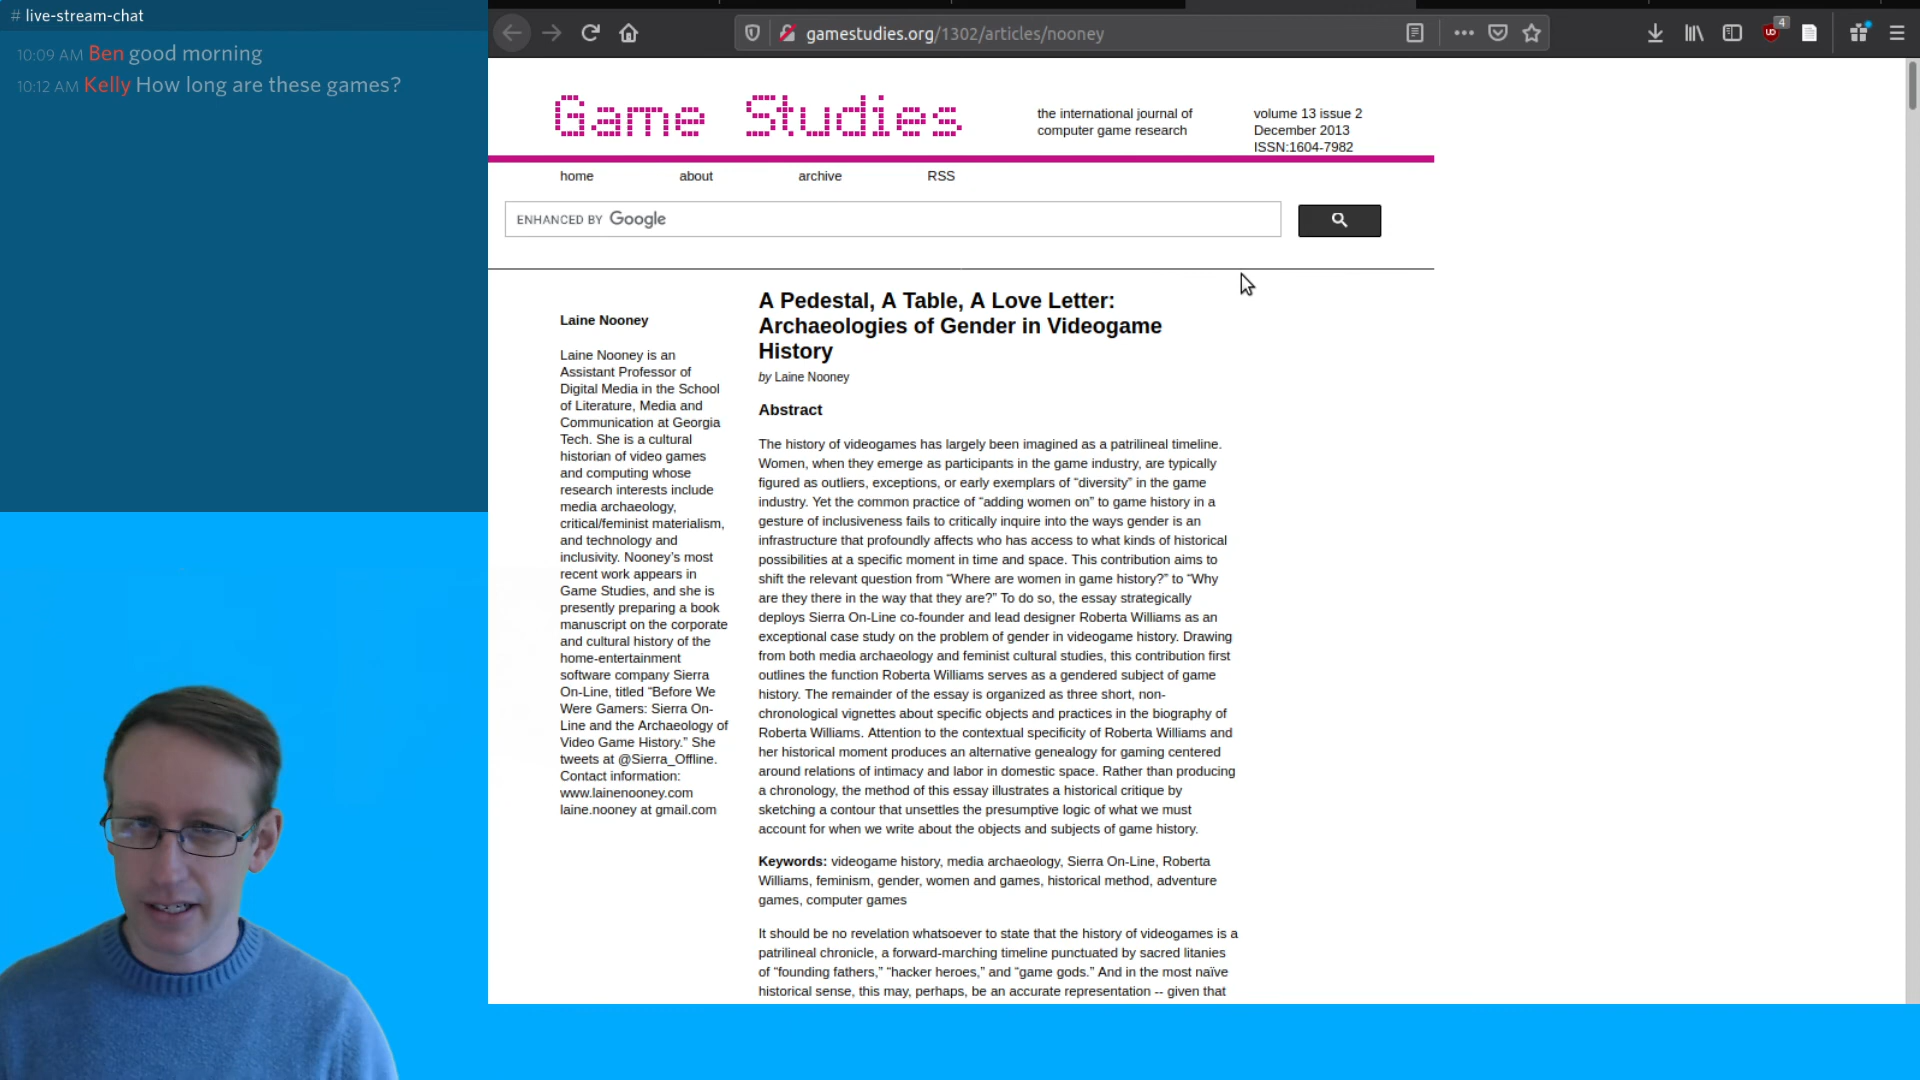 # live-stream-chat
10:09 AM Ben good morning
10:12 AM Kelly How long are these games?
gamestudies.org/1302/articles/nooney
4
Game Studies
the international journal of
computer game research
volume 13 issue 2
December 2013
ISSN:1604-7982
home about archive RSS
ENHANCED BY Google
Laine Nooney
Laine Nooney is an
Assistant Professor of
Digital Media in the School
of Literature, Media and
Communication at Georgia
Tech. She is a cultural
historian of video games
and computing whose
research interests include
media archaeology,
critical/feminist materialism,
and technology and
inclusivity. Nooney's most
recent work appears in
Game Studies, and she is
presently preparing a book
manuscript on the corporate
and cultural history of the
home-entertainment
software company Sierra
On-Line, titled “Before We
Were Gamers: Sierra On-
Line and the Archaeology of
Video Game History.” She
tweets at @Sierra_Offline.
Contact information:
www.lainenooney.com
laine.nooney at gmail.com
A Pedestal, A Table, A Love Letter:
Archaeologies of Gender in Videogame
History
by Laine Nooney
Abstract
The history of videogames has largely been imagined as a patrilineal timeline.
Women, when they emerge as participants in the game industry, are typically
figured as outliers, exceptions, or early exemplars of “diversity” in the game
industry. Yet the common practice of “adding women on” to game history in a
gesture of inclusiveness fails to critically inquire into the ways gender is an
infrastructure that profoundly affects who has access to what kinds of historical
possibilities at a specific moment in time and space. This contribution aims to
shift the relevant question from “Where are women in game history?” to “Why
are they there in the way that they are?” To do so, the essay strategically
deploys Sierra On-Line co-founder and lead designer Roberta Williams as an
exceptional case study on the problem of gender in videogame history. Drawing
from both media archaeology and feminist cultural studies, this contribution first
outlines the function Roberta Williams serves as a gendered subject of game
history. The remainder of the essay is organized as three short, non-
chronological vignettes about specific objects and practices in the biography of
Roberta Williams. Attention to the contextual specificity of Roberta Williams and
her historical moment produces an alternative genealogy for gaming centered
around relations of intimacy and labor in domestic space. Rather than producing
a chronology, the method of this essay illustrates a historical critique by
sketching a contour that unsettles the presumptive logic of what we must
account for when we write about the objects and subjects of game history.
Keywords: videogame history, media archaeology, Sierra On-Line, Roberta
Williams, feminism, gender, women and games, historical method, adventure
games, computer games
It should be no revelation whatsoever to state that the history of videogames is a
patrilineal chronicle, a forward-marching timeline punctuated by sacred litanies
of “founding fathers,” “hacker heroes,” and “game gods.” And in the most naïve
historical sense, this may, perhaps, be an accurate representation -- given that